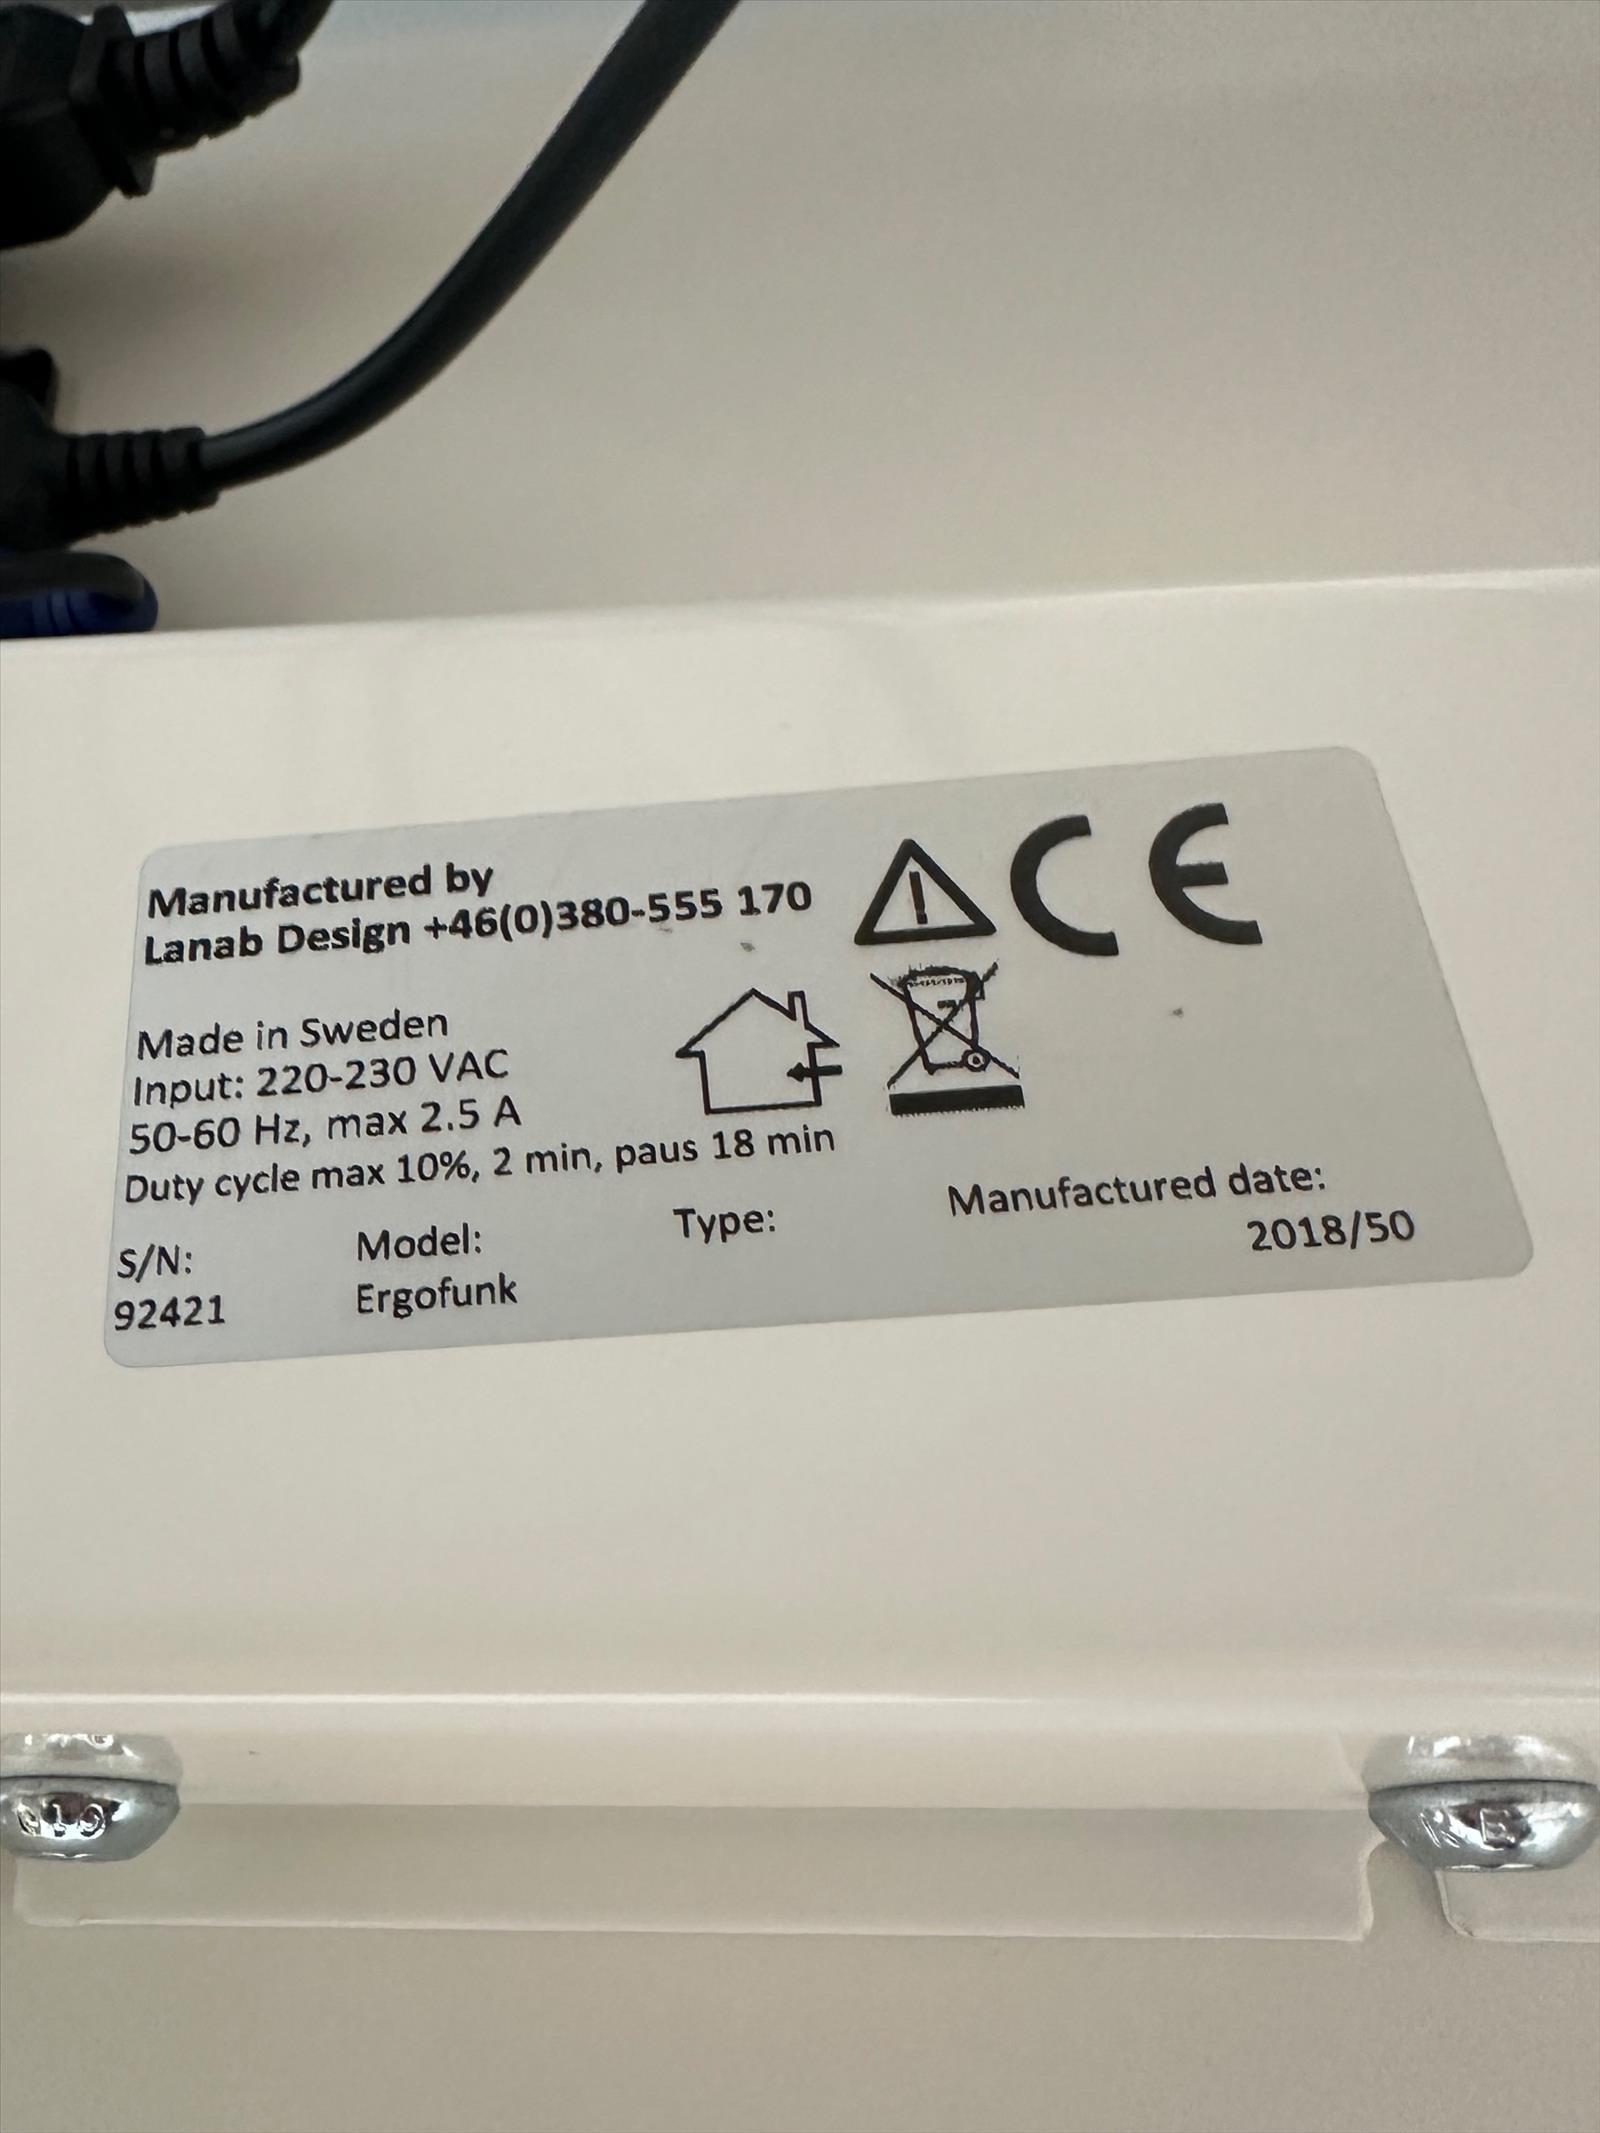 Manufactured by
Lanab Design +46(0)380-555 170
CE
Made in Sweden
Input: 220-230 VAC
50-60 Hz, max 2.5 A
Duty cycle max 10%, 2 min, paus 18 min
S/N:
92421
Model:
Ergofunk
Type:
Manufactured date:
2018/50